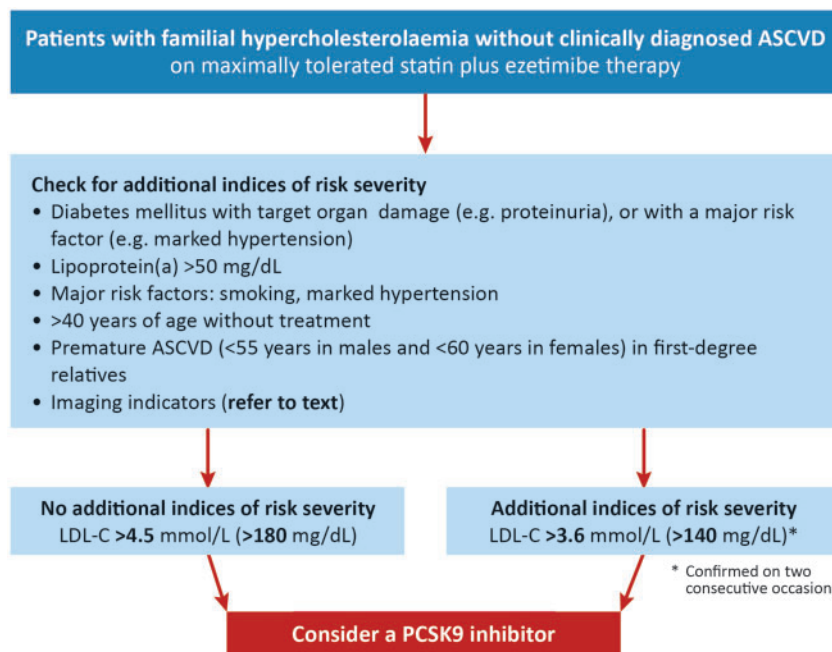 Patients with familial hypercholesterolaemia without clinically diagnosed ASCVD
on maximally tolerated statin plus ezetimibe therapy
Check for additional indices of risk severity
• Diabetes mellitus with target organ damage (e.g. proteinuria), or with a major risk
factor (e.g. marked hypertension)
• Lipoprotein(a) >50 mg/dL
• Major risk factors: smoking, marked hypertension
• >40 years of age without treatment
• Premature ASCVD (<55 years in males and <60 years in females) in first-degree
relatives
• Imaging indicators (refer to text)
No additional indices of risk severity
LDL-C >4.5 mmol/L (>180 mg/dL)
Additional indices of risk severity
LDL-C >3.6 mmol/L (>140 mg/dL)*
* Confirmed on two
consecutive occasion
Consider a PCSK9 inhibitor